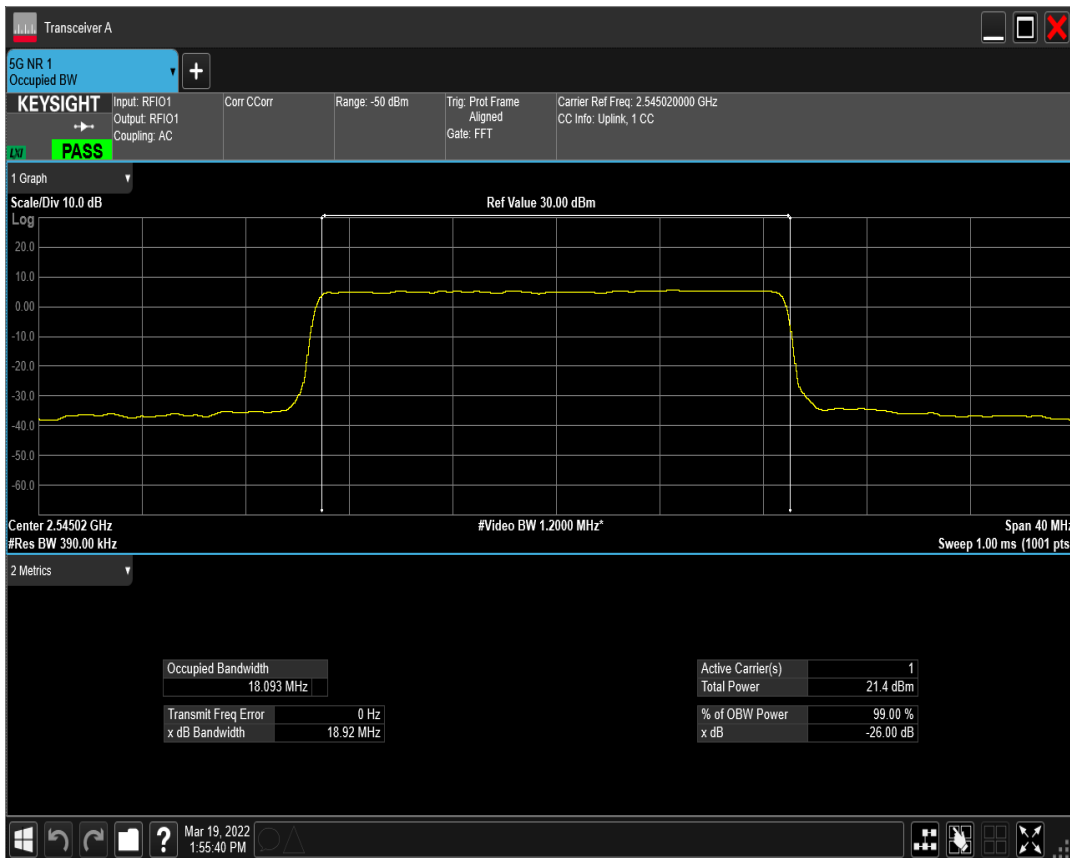 Transceiver A
5G NR 1
Occupied BW
+
KEYSIGHT
LXI
PASS
Input: RFIO1
Output: RFIO1
Coupling: AC
Corr CCorr
Range: -50 dBm
Trig: Prot Frame
Aligned
Gate: FFT
Carrier Ref Freq: 2.545020000 GHz
CC Info: Uplink, 1 CC
1 Graph
Scale/Div 10.0 dB
Ref Value 30.00 dBm
Log
20.0
10.0
0.00
-10.0
-20.0
-30.0
-40.0
-50.0
-60.0
Center 2.54502 GHz
#Video BW 1.2000 MHz*
Span 40 MHz
#Res BW 390.00 kHz
Sweep 1.00 ms (1001 pts
2 Metrics
Occupied Bandwidth
18.093 MHz
Transmit Freq Error 0 Hz
x dB Bandwidth 18.92 MHz
Active Carrier(s) 1
Total Power 21.4 dBm
% of OBW Power 99.00 %
x dB -26.00 dB
?
Mar 19, 2022
1:55:40 PM